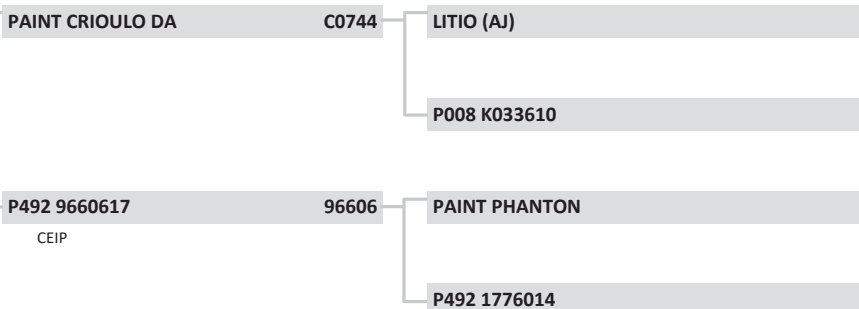 PAINT CRIOULO DA C0744 LITIO (AJ)
P008 K033610
P492 9660617 96606 PAINT PHANTON
CEIP
P492 1776014